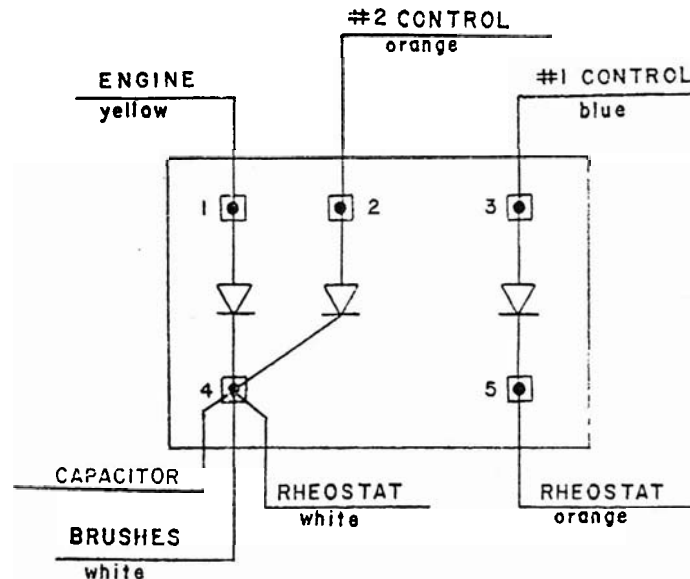 #2 CONTROL
orange
ENGINE
yellow
#1 CONTROL
blue
1
2
3
4
5
CAPACITOR
RHEOSTAT
white
RHEOSTAT
orange
BRUSHES
white